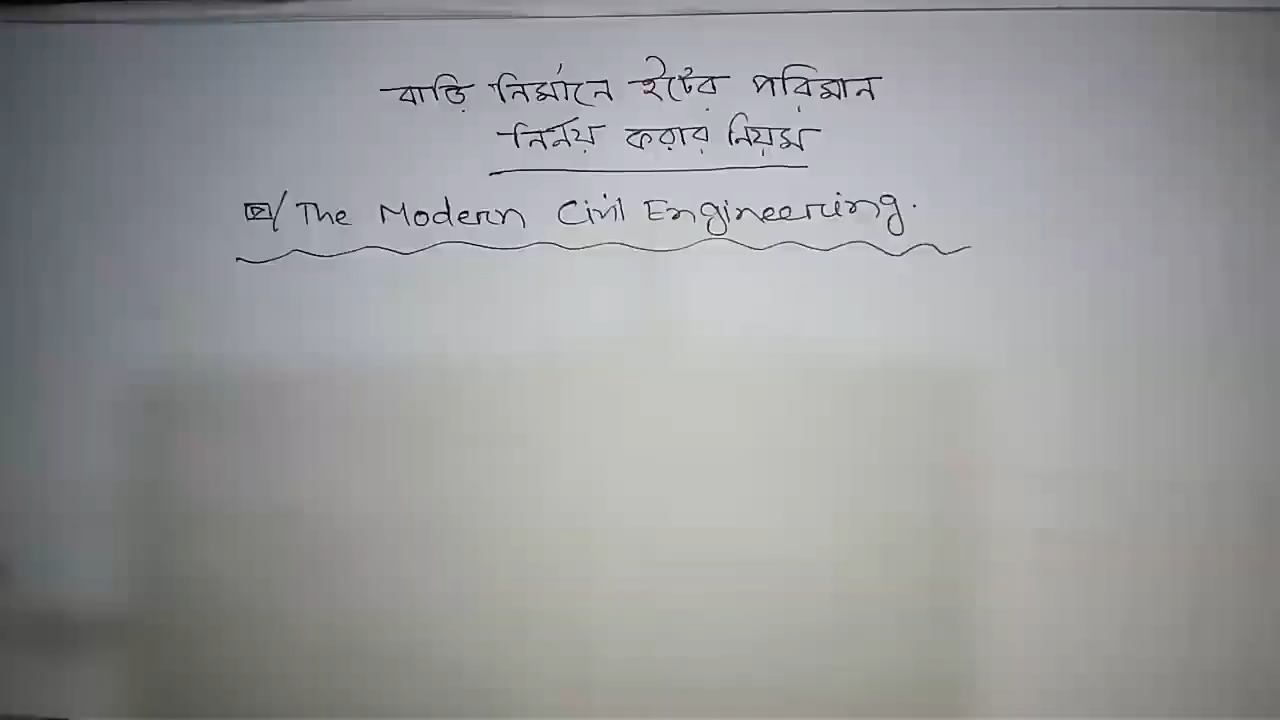 বাড়ি নির্মানে ইটের পরিমান
নির্নয় করার নিয়ম
▶/ The Modern Civil Engineering.